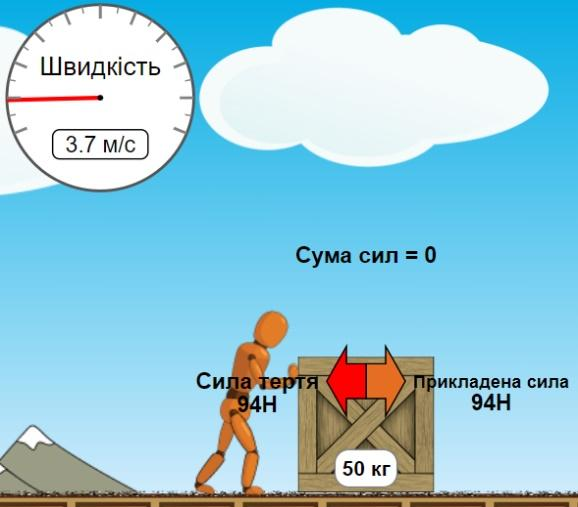 Швидкість
3.7 м/с
Сума сил = 0
Сила тертя
94Н
Прикладена сила
94Н
50 кг